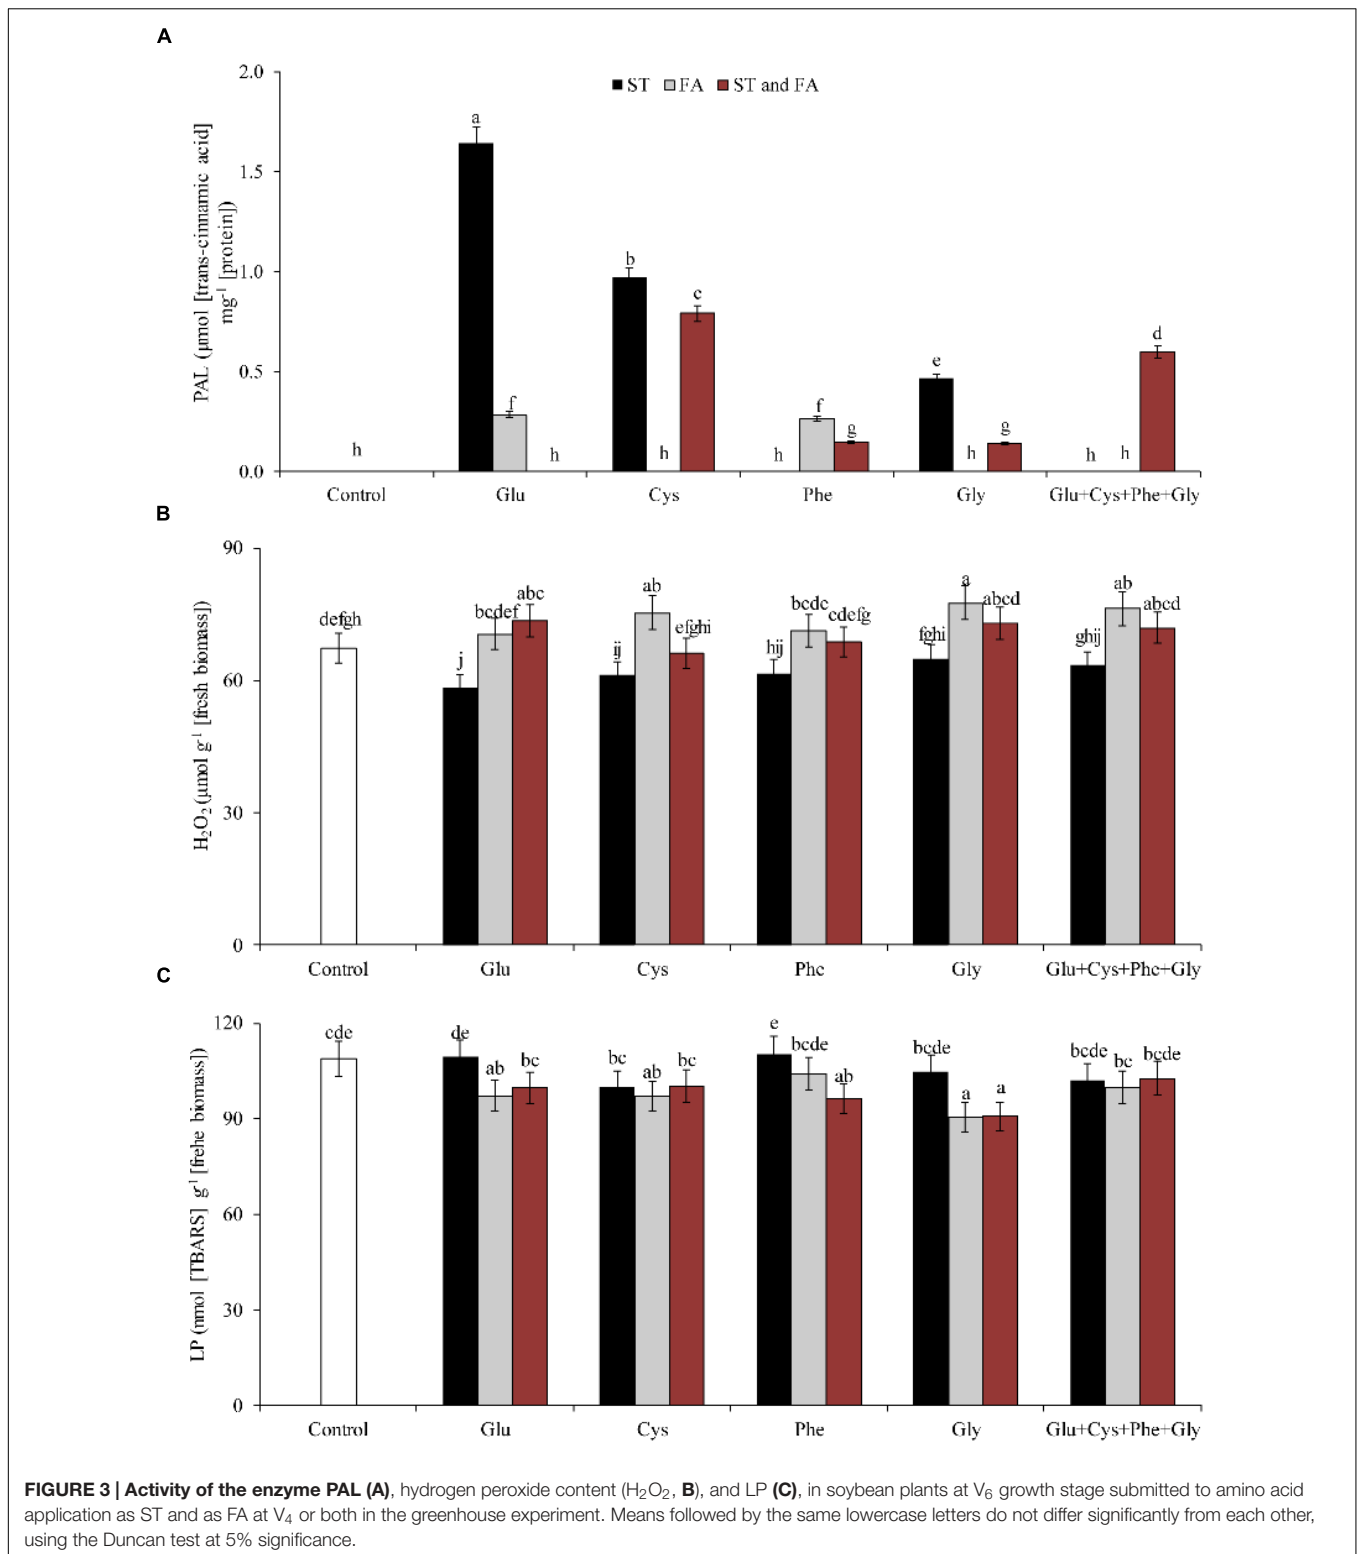 A
2.0
■ ST ■ FA ■ ST and FA
a
1.5
b
1.0
c
d
0.5
e
f
f
g
g
h
h
h
h
h
h
h
0.0
Control Glu Cys Phe Gly Glu+Cys+Phe+Gly
PAL (µmol [trans-cinnamic acid]
mg⁻¹ [protein])
B
90
defgh
j
bcdef
abc
ij
ab
efghi
hij
bcde
cdefg
fghi
a
abcd
ghij
ab
abcd
60
30
0
Control Glu Cys Phe Gly Glu+Cys+Phe+Gly
H₂O₂ (µmol g⁻¹ [fresh biomass])
C
120
cde
de
ab
bc
bc
ab
bc
e
bcde
ab
bcde
a
a
bcde
bc
bcde
90
60
30
0
Control Glu Cys Phe Gly Glu+Cys+Phe+Gly
LP (nmol [TBARS] g⁻¹ [frehe biomass])
FIGURE 3 | Activity of the enzyme PAL (A), hydrogen peroxide content (H₂O₂, B), and LP (C), in soybean plants at V₆ growth stage submitted to amino acid
application as ST and as FA at V₄ or both in the greenhouse experiment. Means followed by the same lowercase letters do not differ significantly from each other,
using the Duncan test at 5% significance.